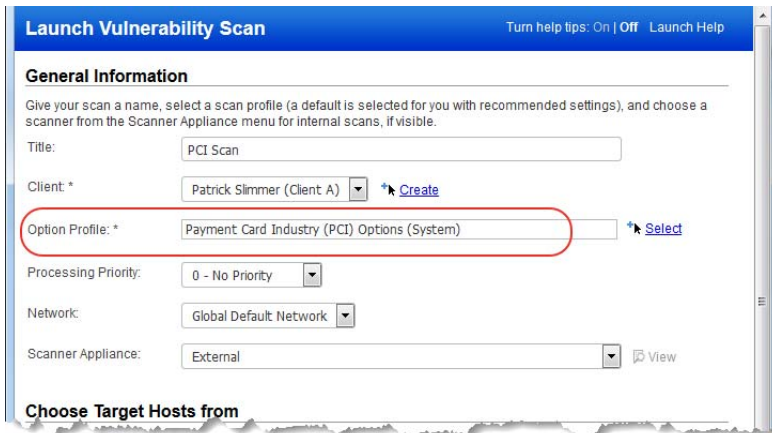 Launch Vulnerability Scan
Turn help tips: On | Off Launch Help
General Information
Give your scan a name, select a scan profile (a default is selected for you with recommended settings), and choose a
scanner from the Scanner Appliance menu for internal scans, if visible.
Title: PCI Scan
Client: * Patrick Slimmer (Client A) Create
Option Profile: * Payment Card Industry (PCI) Options (System) Select
Processing Priority: 0 - No Priority
Network: Global Default Network
Scanner Appliance: External View
Choose Target Hosts from